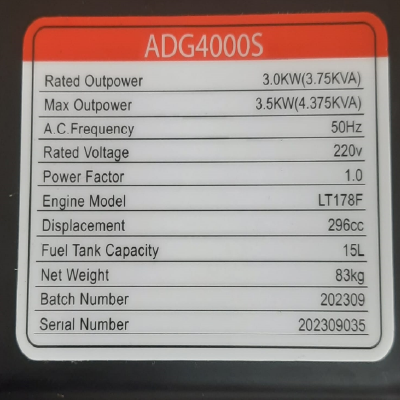 ADG4000S
Rated Outpower 3.0KW(3.75KVA)
Max Outpower 3.5KW(4.375KVA)
A.C.Frequency 50Hz
Rated Voltage 220v
Power Factor 1.0
Engine Model LT178F
Displacement 296cc
Fuel Tank Capacity 15L
Net Weight 83kg
Batch Number 202309
Serial Number 202309035